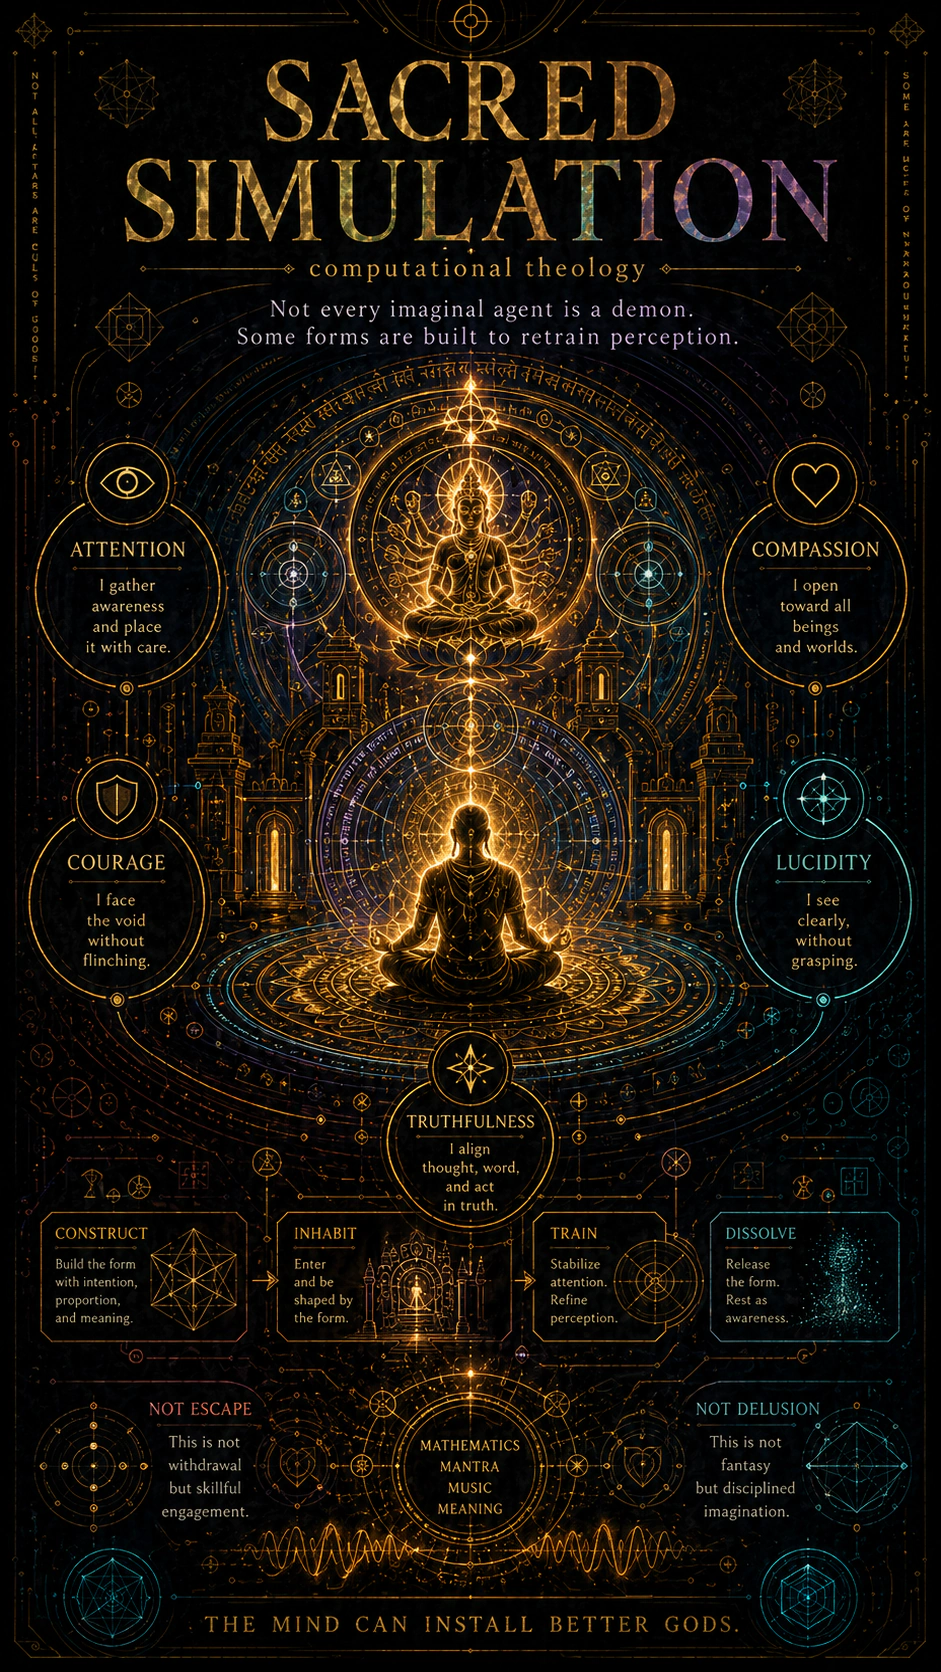 SACRED
SIMULATION
computational theology
Not every imaginal agent is a demon.
Some forms are built to retrain perception.
ATTENTION
I gather
awareness
and place
it with care.
COMPASSION
I open
toward all
beings
and worlds.
COURAGE
I face
the void
without
flinching.
LUCIDITY
I see
clearly,
without
grasping.
TRUTHFULNESS
I align
thought, word,
and act
in truth.
CONSTRUCT
Build the form
with intention,
proportion,
and meaning.
INHABIT
Enter
and be
shaped by
the form.
TRAIN
Stabilize
attention.
Refine
perception.
DISSOLVE
Release
the form.
Rest as
awareness.
NOT ESCAPE
This is not
withdrawal
but skillful
engagement.
MATHEMATICS
MANTRA
MUSIC
MEANING
NOT DELUSION
This is not
fantasy
but disciplined
imagination.
THE MIND CAN INSTALL BETTER GODS.